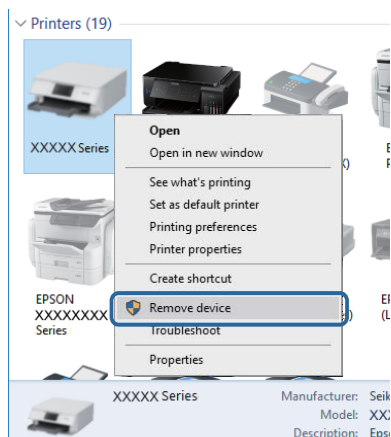 Printers (19)
XXXXX Series
Open
Open in new window
See what's printing
Set as default printer
Printing preferences
Printer properties
Create shortcut
Remove device
Troubleshoot
Properties
EPSON
XXXXXXXX
Series
XXXXX Series
Manufacturer:
Model:
Description: